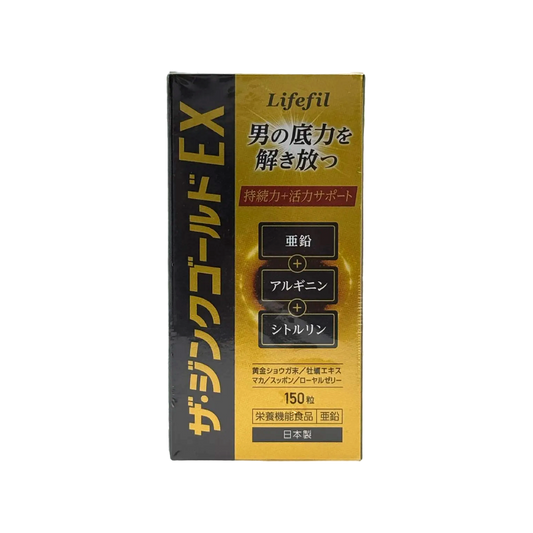 ザ・ジンクゴールドEX
Lifefil
男の底力を
解き放つ
持続力+活力サポート
亜鉛
+
アルギニン
+
シトルリン
黄金ショウガ末/牡蠣エキス
マカ/スッポン/ローヤルゼリー
150粒
栄養機能食品 亜鉛
日本製